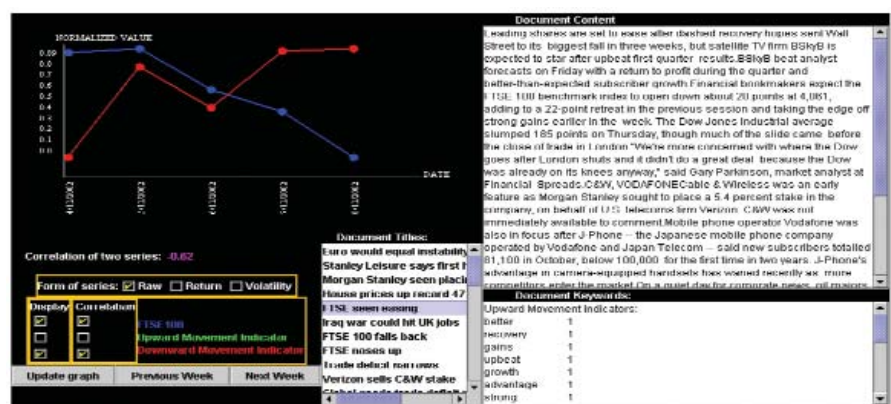 NORMALIZED VALUE
DATE
Correlation of two series: -0.62
Form of series: Raw Return Volatility
Display Correlation
FTSE 100
Upward Movement Indicator
Downward Movement Indicator
Update graph Previous Week Next Week
Document Titles:
Euro would equal instability
Stanley Leisure says first h
Morgan Stanley seen placi
House prices up record 47
FTSE seen easing
Iraq war could hit UK jobs
FTSE 100 falls back
FTSE noses up
Trade deficit narrows
Verizon sells C&W stake
Document Content
Leading shares are set to ease after dashed recovery hopes sent Wall
Street to its biggest fall in three weeks, but satellite TV firm BSkyB is
expected to star after upbeat first quarter results.BSkyB beat analyst
forecasts on Friday with a return to profit during the quarter and
better-than-expected subscriber growth.Financial bookmakers expect the
FTSE 100 benchmark index to open down about 20 points at 4,061,
adding to a 22-point retreat in the previous session and taking the edge off
strong gains earlier in the week. The Dow Jones Industrial average
slumped 185 points on Thursday, though much of the slide came before
the close of trade in London "We're more concerned with where the Dow
goes after London shuts and it didn't do a great deal because the Dow
was already on its knees anyway," said Gary Parkinson, market analyst at
Financial Spreads.C&W, VODAFONECable & Wireless was an early
feature as Morgan Stanley sought to place a 5.4 percent stake in the
company, on behalf of U.S. telecoms firm Verizon. C&W was not
immediately available to comment.Mobile phone operator Vodafone was
also in focus after J-Phone -- the Japanese mobile phone company
operated by Vodafone and Japan Telecom -- said new subscribers totalled
81,100 in October, below 100,000 for the first time in two years. J-Phone's
advantage in camera-equipped handsets has waned recently as more
competitors enter the market.On a quiet day for corporate news, oil majors
Document Keywords:
Upward Movement Indicators:
better 1
recovery 1
gains 1
upbeat 1
growth 1
advantage 1
strong 1